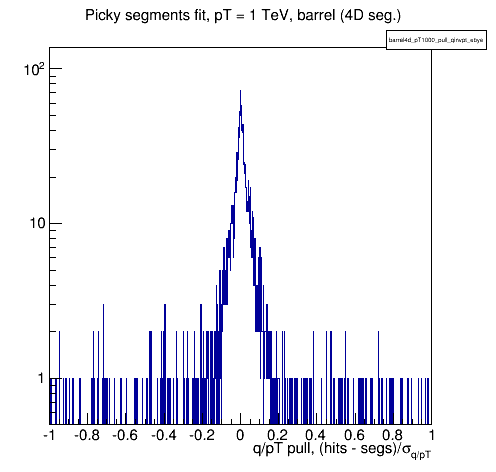 Picky segments fit, pT = 1 TeV, barrel (4D seg.)
barrel4d_pT1000_pull_qinvpt_ebye
10²
10
1
-1 -0.8 -0.6 -0.4 -0.2 0 0.2 0.4 0.6 0.8 1
q/pT pull, (hits - segs)/σq/pT